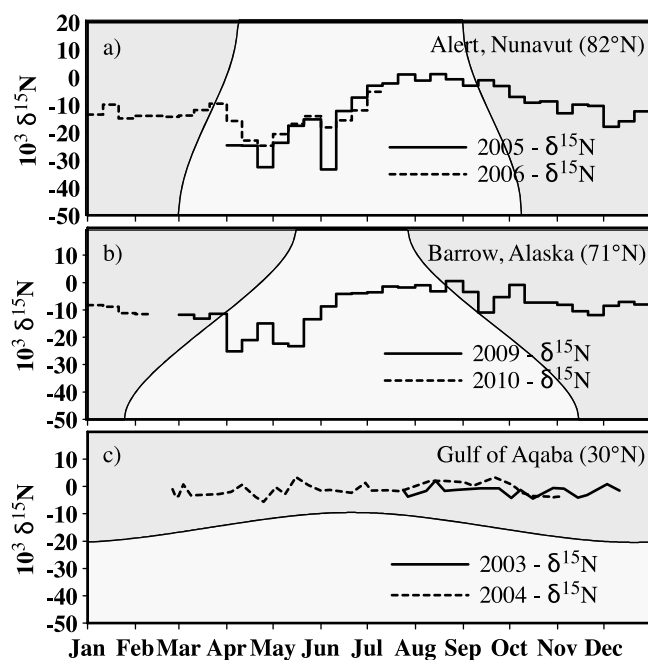 20
10
0
-10
-20
-30
-40
-50
10³ δ¹⁵N
a)
Alert, Nunavut (82°N)
2005 - δ¹⁵N
2006 - δ¹⁵N
10
0
-10
-20
-30
-40
-50
10³ δ¹⁵N
b)
Barrow, Alaska (71°N)
2009 - δ¹⁵N
2010 - δ¹⁵N
10
0
-10
-20
-30
-40
-50
10³ δ¹⁵N
c)
Gulf of Aqaba (30°N)
2003 - δ¹⁵N
2004 - δ¹⁵N
Jan Feb Mar Apr May Jun Jul Aug Sep Oct Nov Dec